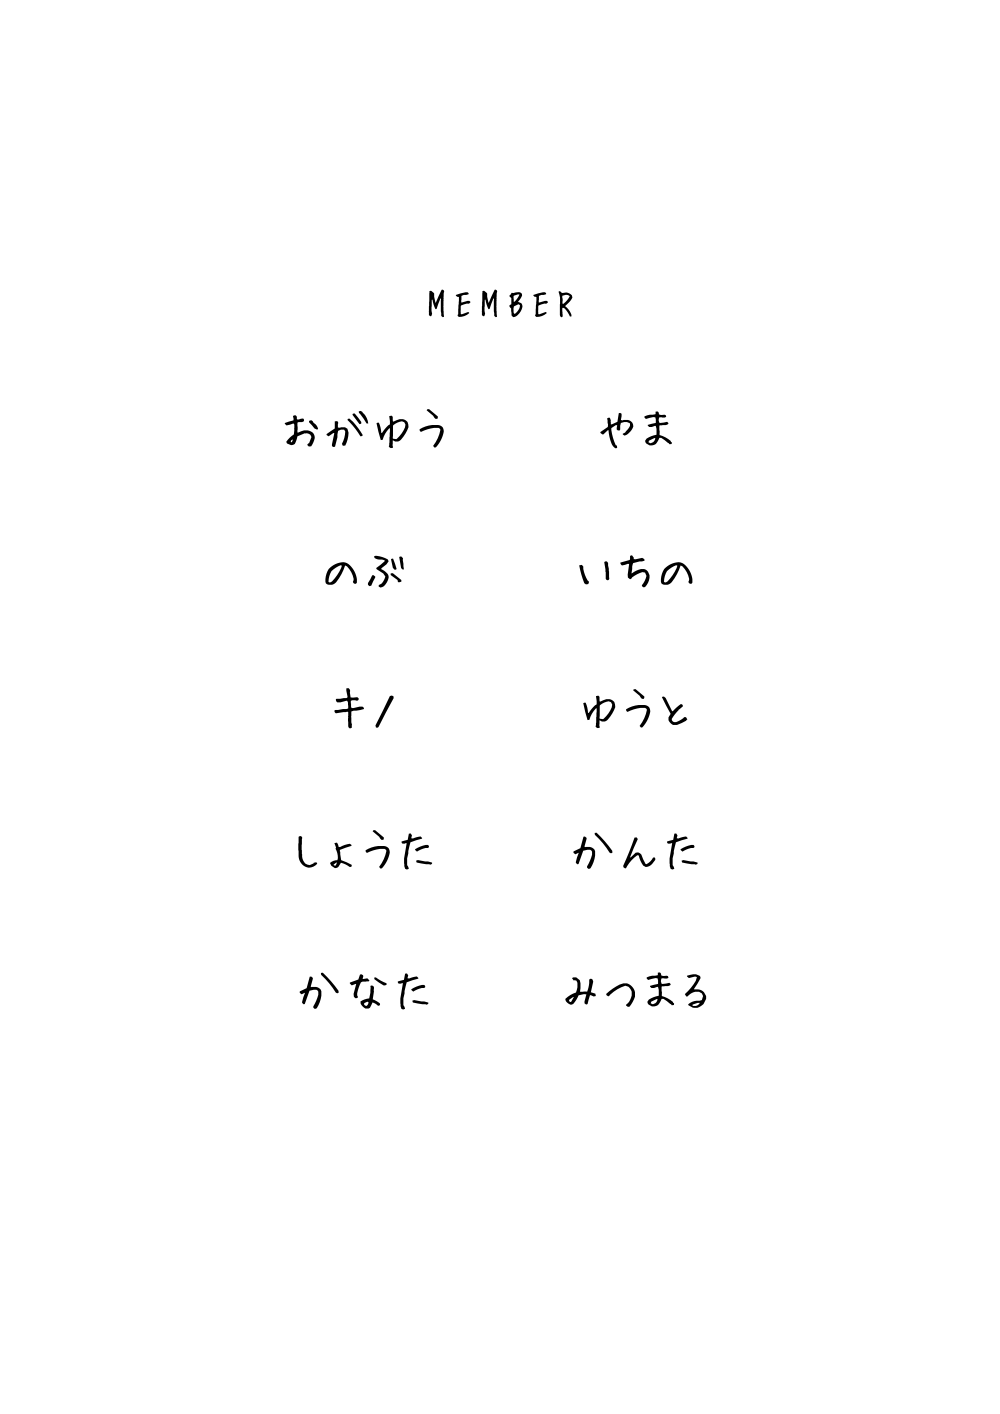 MEMBER
おがゆう　やま
のぶ　いちの
キノ　ゆうと
しょうた　かんた
かなた　みつまる